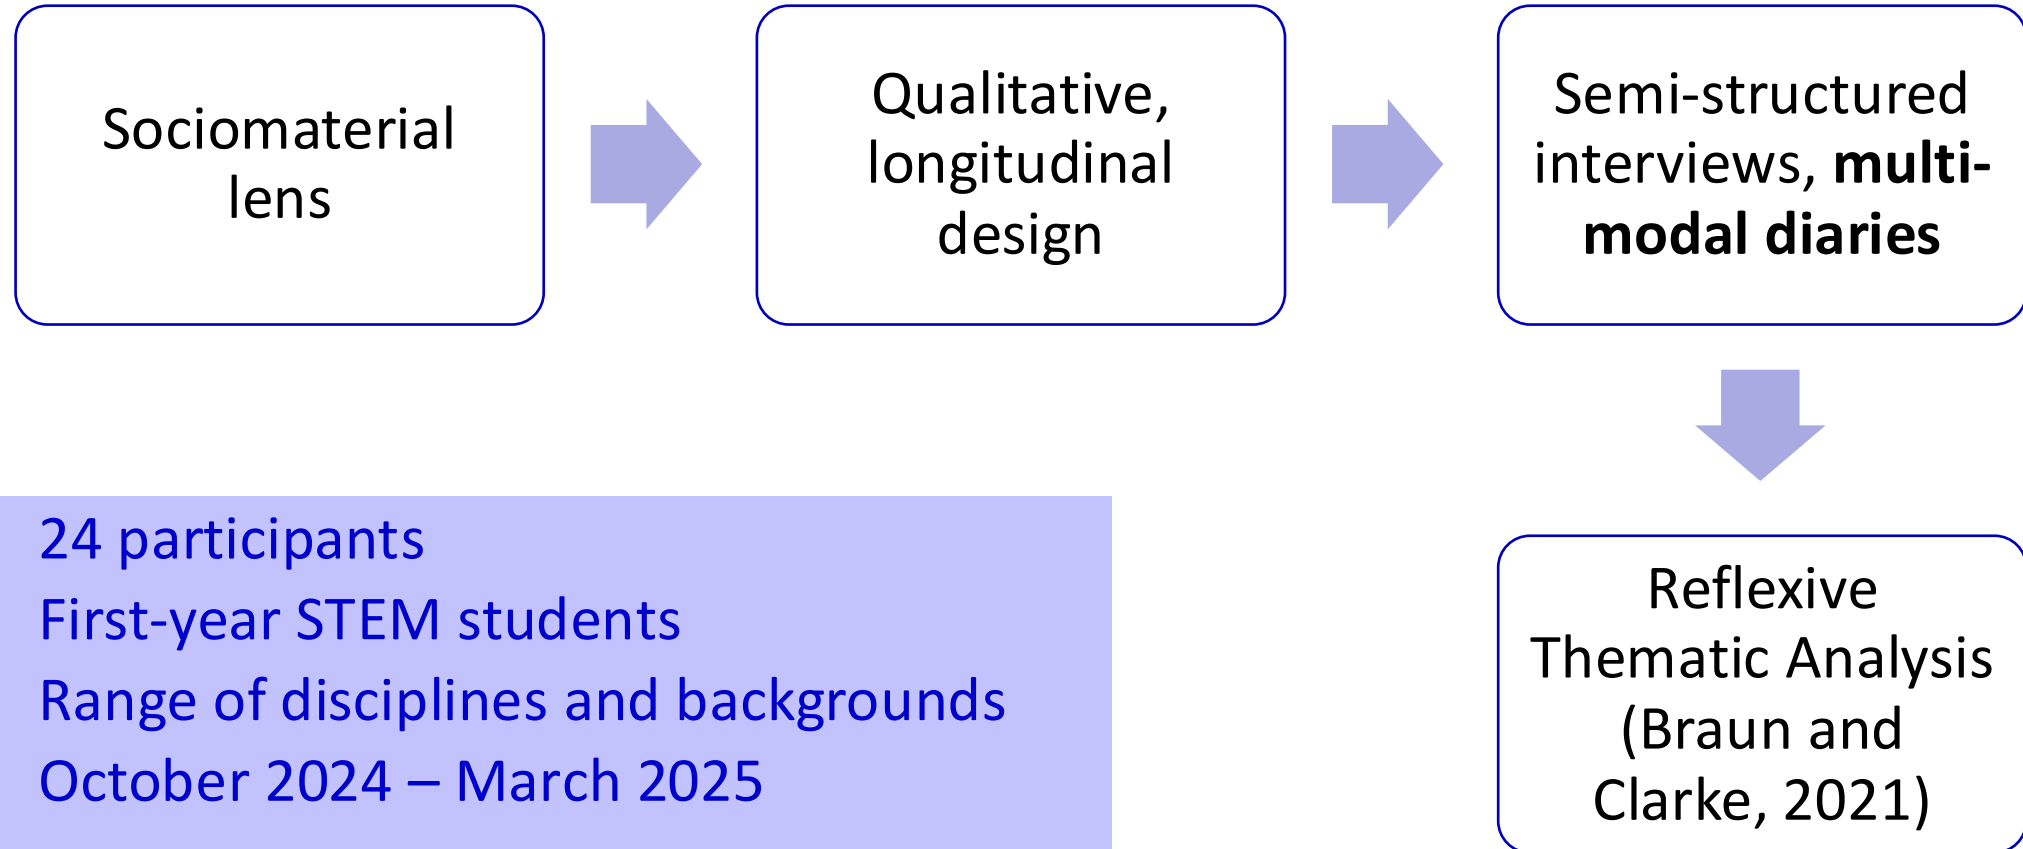 Sociomaterial
lens
Qualitative,
longitudinal
design
Semi-structured
interviews, multi-
modal diaries
Reflexive
Thematic Analysis
(Braun and
Clarke, 2021)
24 participants
First-year STEM students
Range of disciplines and backgrounds
October 2024 – March 2025